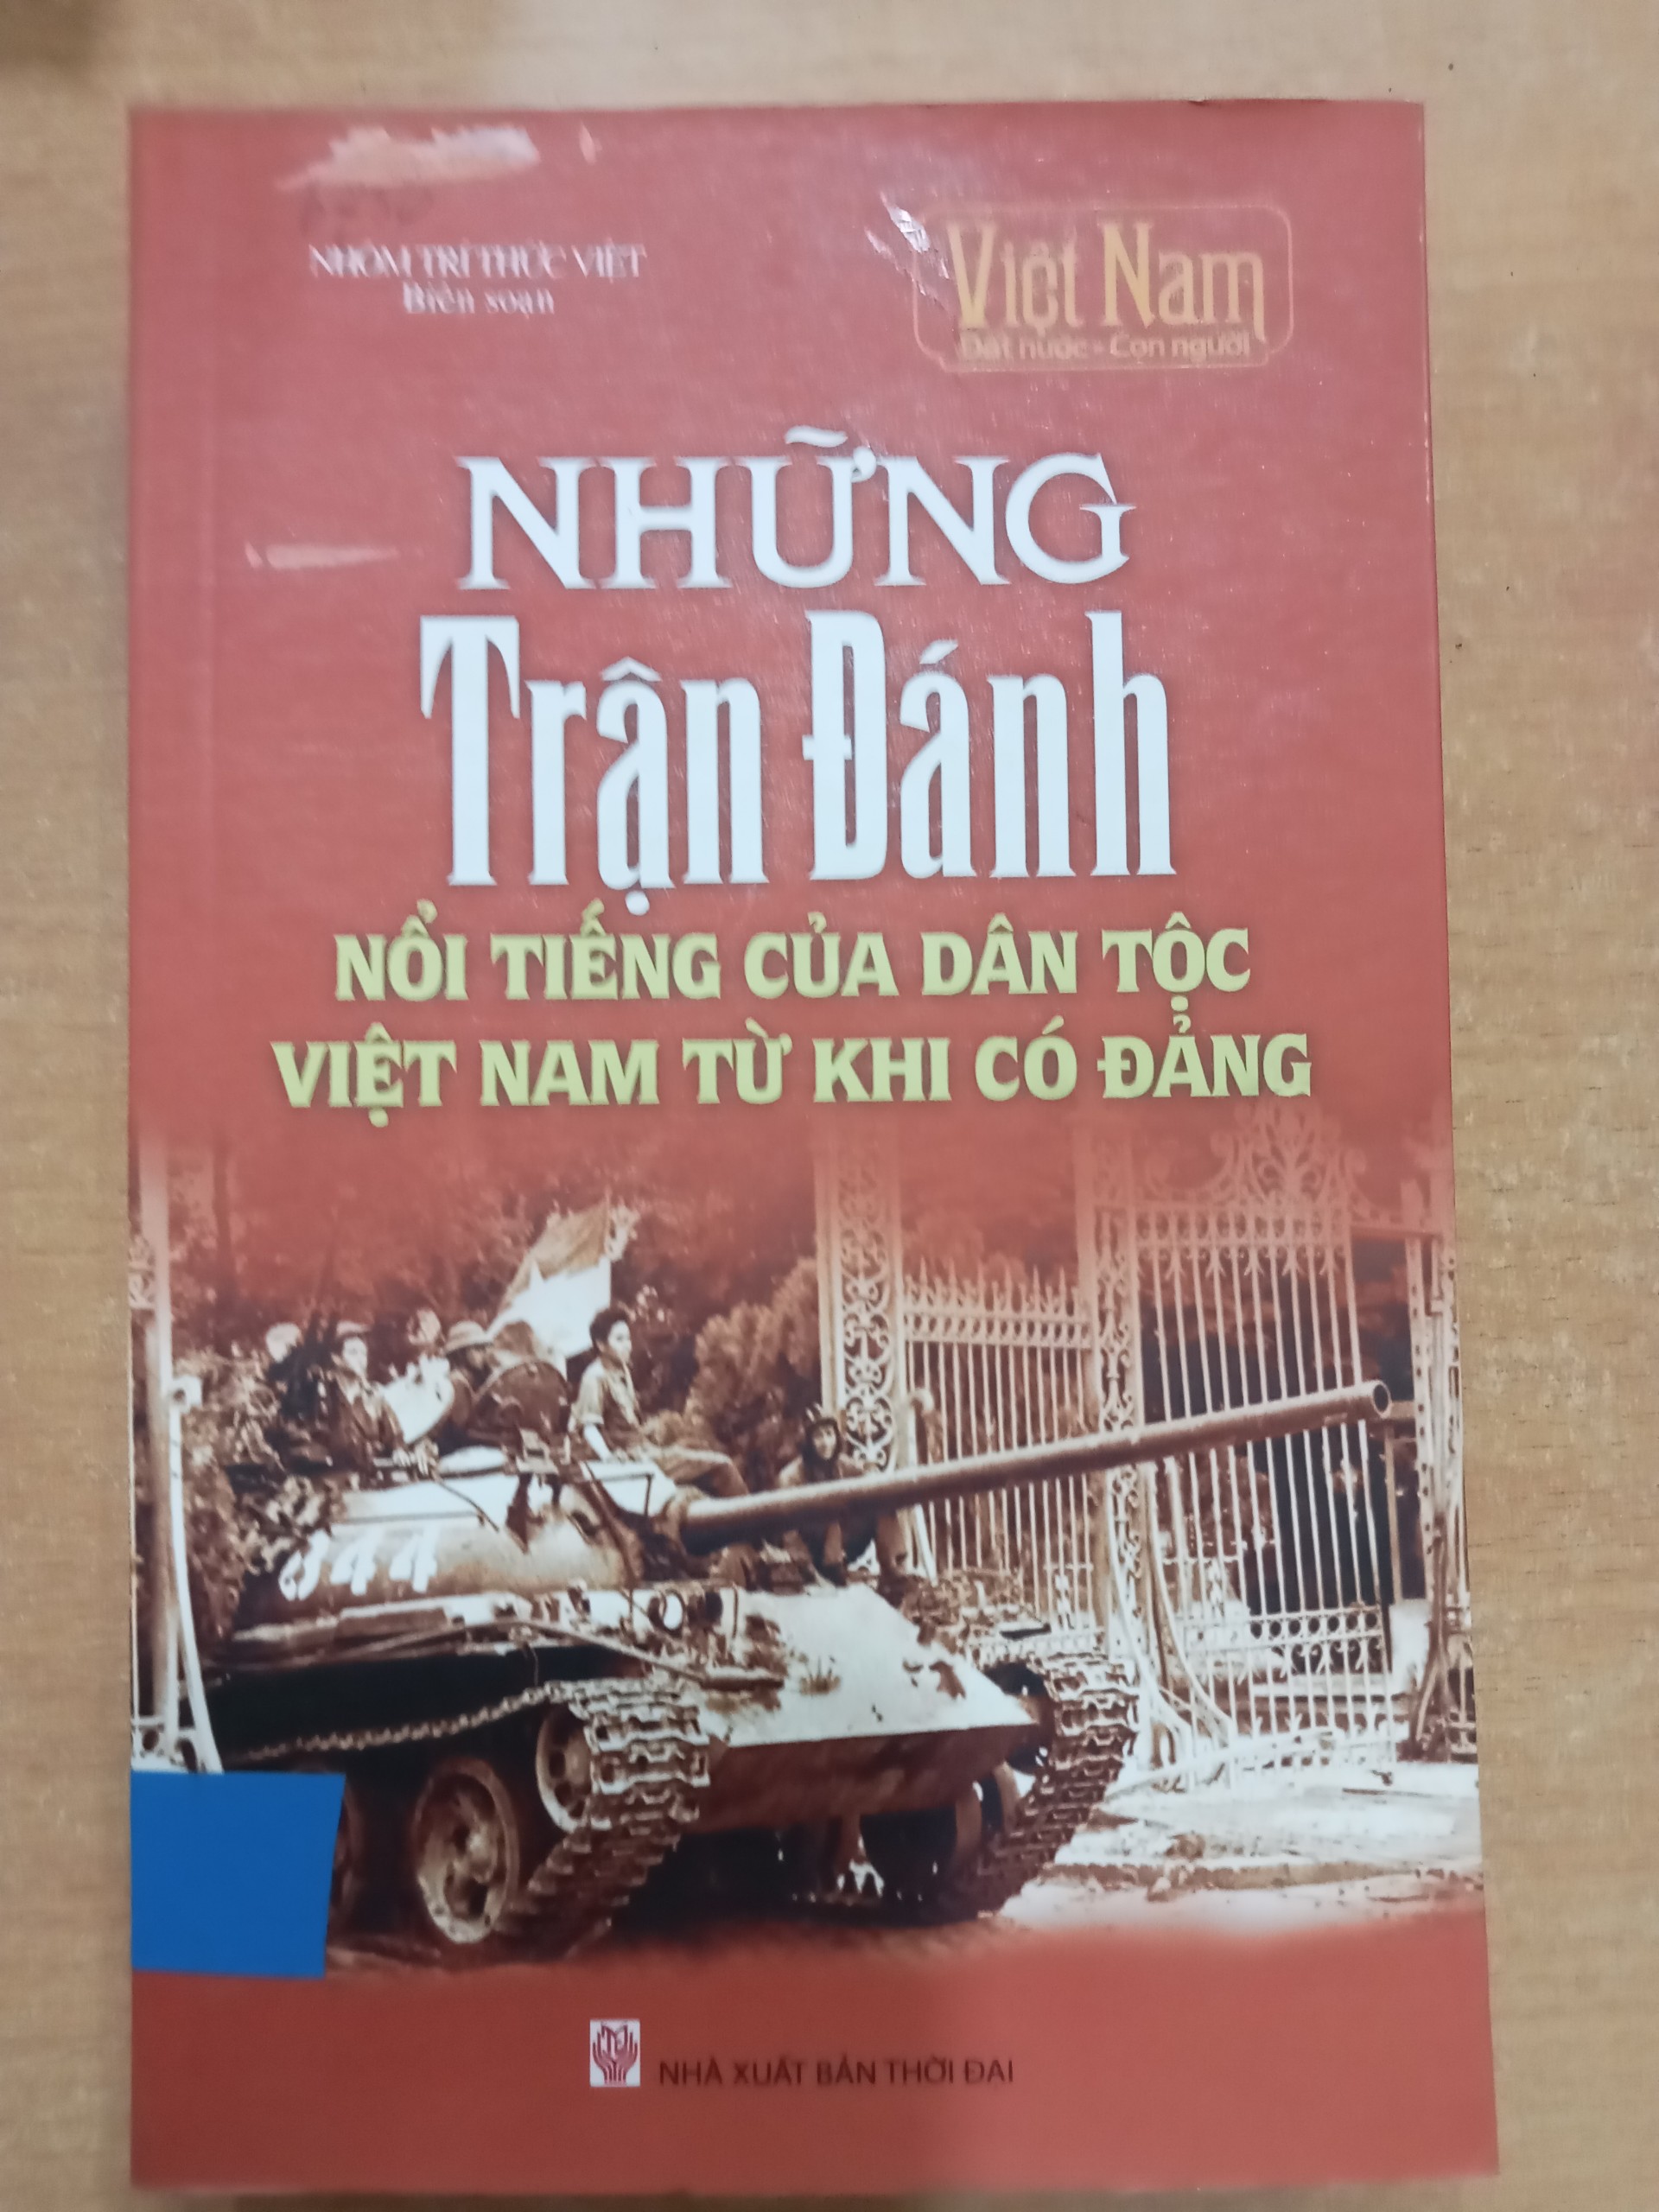 NHÓM TRÍ THỨC VIỆT
Biên soạn
Việt Nam
Đất nước - Con người
NHỮNG
Trận Đánh
NỔI TIẾNG CỦA DÂN TỘC
VIỆT NAM TỪ KHI CÓ ĐẢNG
844
NHÀ XUẤT BẢN THỜI ĐẠI